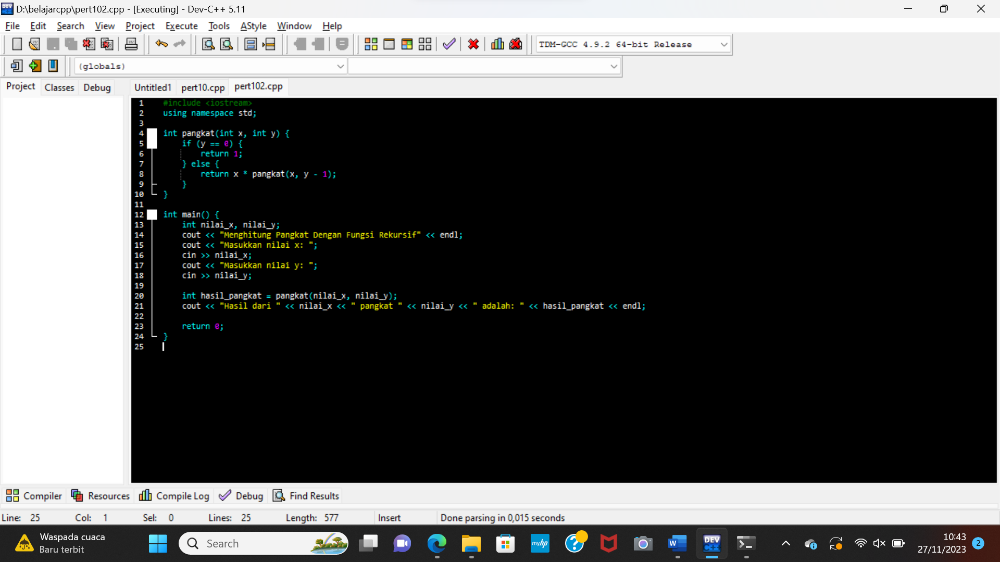 D:\belajarcpp\pert102.cpp - [Executing] - Dev-C++ 5.11
File Edit Search View Project Execute Tools AStyle Window Help
TDM-GCC 4.9.2 64-bit Release
(globals)
Project Classes Debug Untitled1 pert10.cpp pert102.cpp
1 #include <iostream>
2 using namespace std;
3
4 int pangkat(int x, int y) {
5 if (y == 0) {
6 return 1;
7 } else {
8 return x * pangkat(x, y - 1);
9 }
10 }
11
12 int main() {
13 int nilai_x, nilai_y;
14 cout << "Menghitung Pangkat Dengan Fungsi Rekursif" << endl;
15 cout << "Masukkan nilai x: ";
16 cin >> nilai_x;
17 cout << "Masukkan nilai y: ";
18 cin >> nilai_y;
19
20 int hasil_pangkat = pangkat(nilai_x, nilai_y);
21 cout << "Hasil dari " << nilai_x << " pangkat " << nilai_y << " adalah: " << hasil_pangkat << endl;
22
23 return 0;
24 }
25
Compiler Resources Compile Log Debug Find Results
Line: 25 Col: 1 Sel: 0 Lines: 25 Length: 577 Insert Done parsing in 0,015 seconds
Waspada cuaca
Baru terbit
Search
myhp
W
DEV C++
10:43
27/11/2023
2